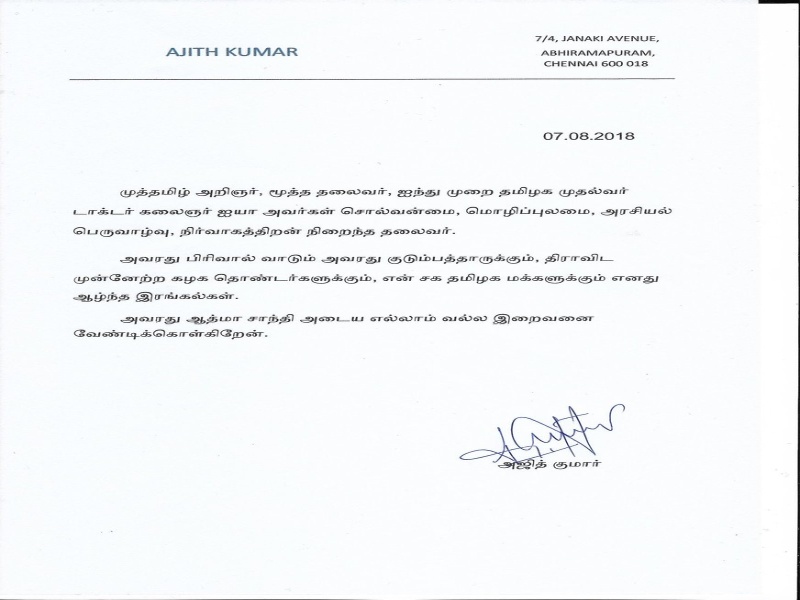 AJITH KUMAR
7/4, JANAKI AVENUE,
ABHIRAMAPURAM,
CHENNAI 600 018
07.08.2018
முத்தமிழ் அறிஞர், மூத்த தலைவர், ஐந்து முறை தமிழக முதல்வர்
டாக்டர் கலைஞர் ஐயா அவர்கள் சொல்வன்மை, மொழிப்புலமை, அரசியல்
பெருவாழ்வு, நிர்வாகத்திறன் நிறைந்த தலைவர்.
அவரது பிரிவால் வாடும் அவரது குடும்பத்தாருக்கும், திராவிட
முன்னேற்ற கழக தொண்டர்களுக்கும், என் சக தமிழக மக்களுக்கும் எனது
ஆழ்ந்த இரங்கல்கள்.
அவரது ஆத்மா சாந்தி அடைய எல்லாம் வல்ல இறைவனை
வேண்டிக்கொள்கிறேன்.
அஜித் குமார்